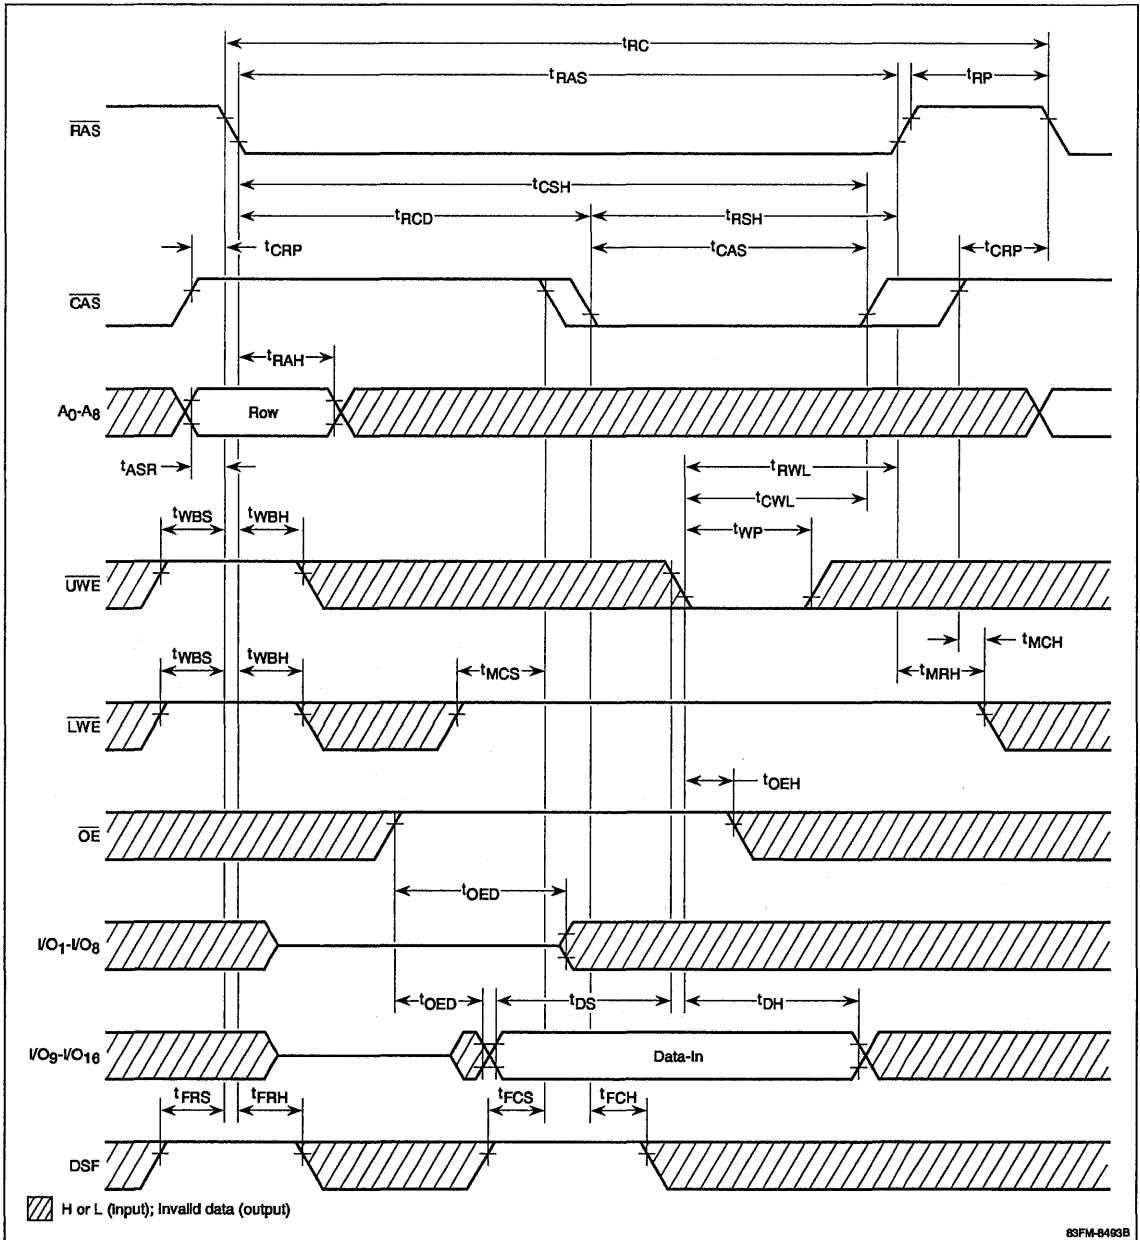 tRC
tRAS
tRP
RAS
tCSH
tRCD
tRSH
tCRP
tCAS
tCRP
CAS
tRAH
A0-A8
Row
tASR
tRWL
tCWL
tWBS
tWBH
tWP
UWE
tMCH
tWBS
tWBH
tMCS
tMRH
LWE
tOEH
OE
tOED
I/O1-I/O8
tOED
tDS
tDH
I/O9-I/O16
Data-In
tFRS
tFRH
tFCS
tFCH
DSF
H or L (input); Invalid data (output)
83FM-8493B